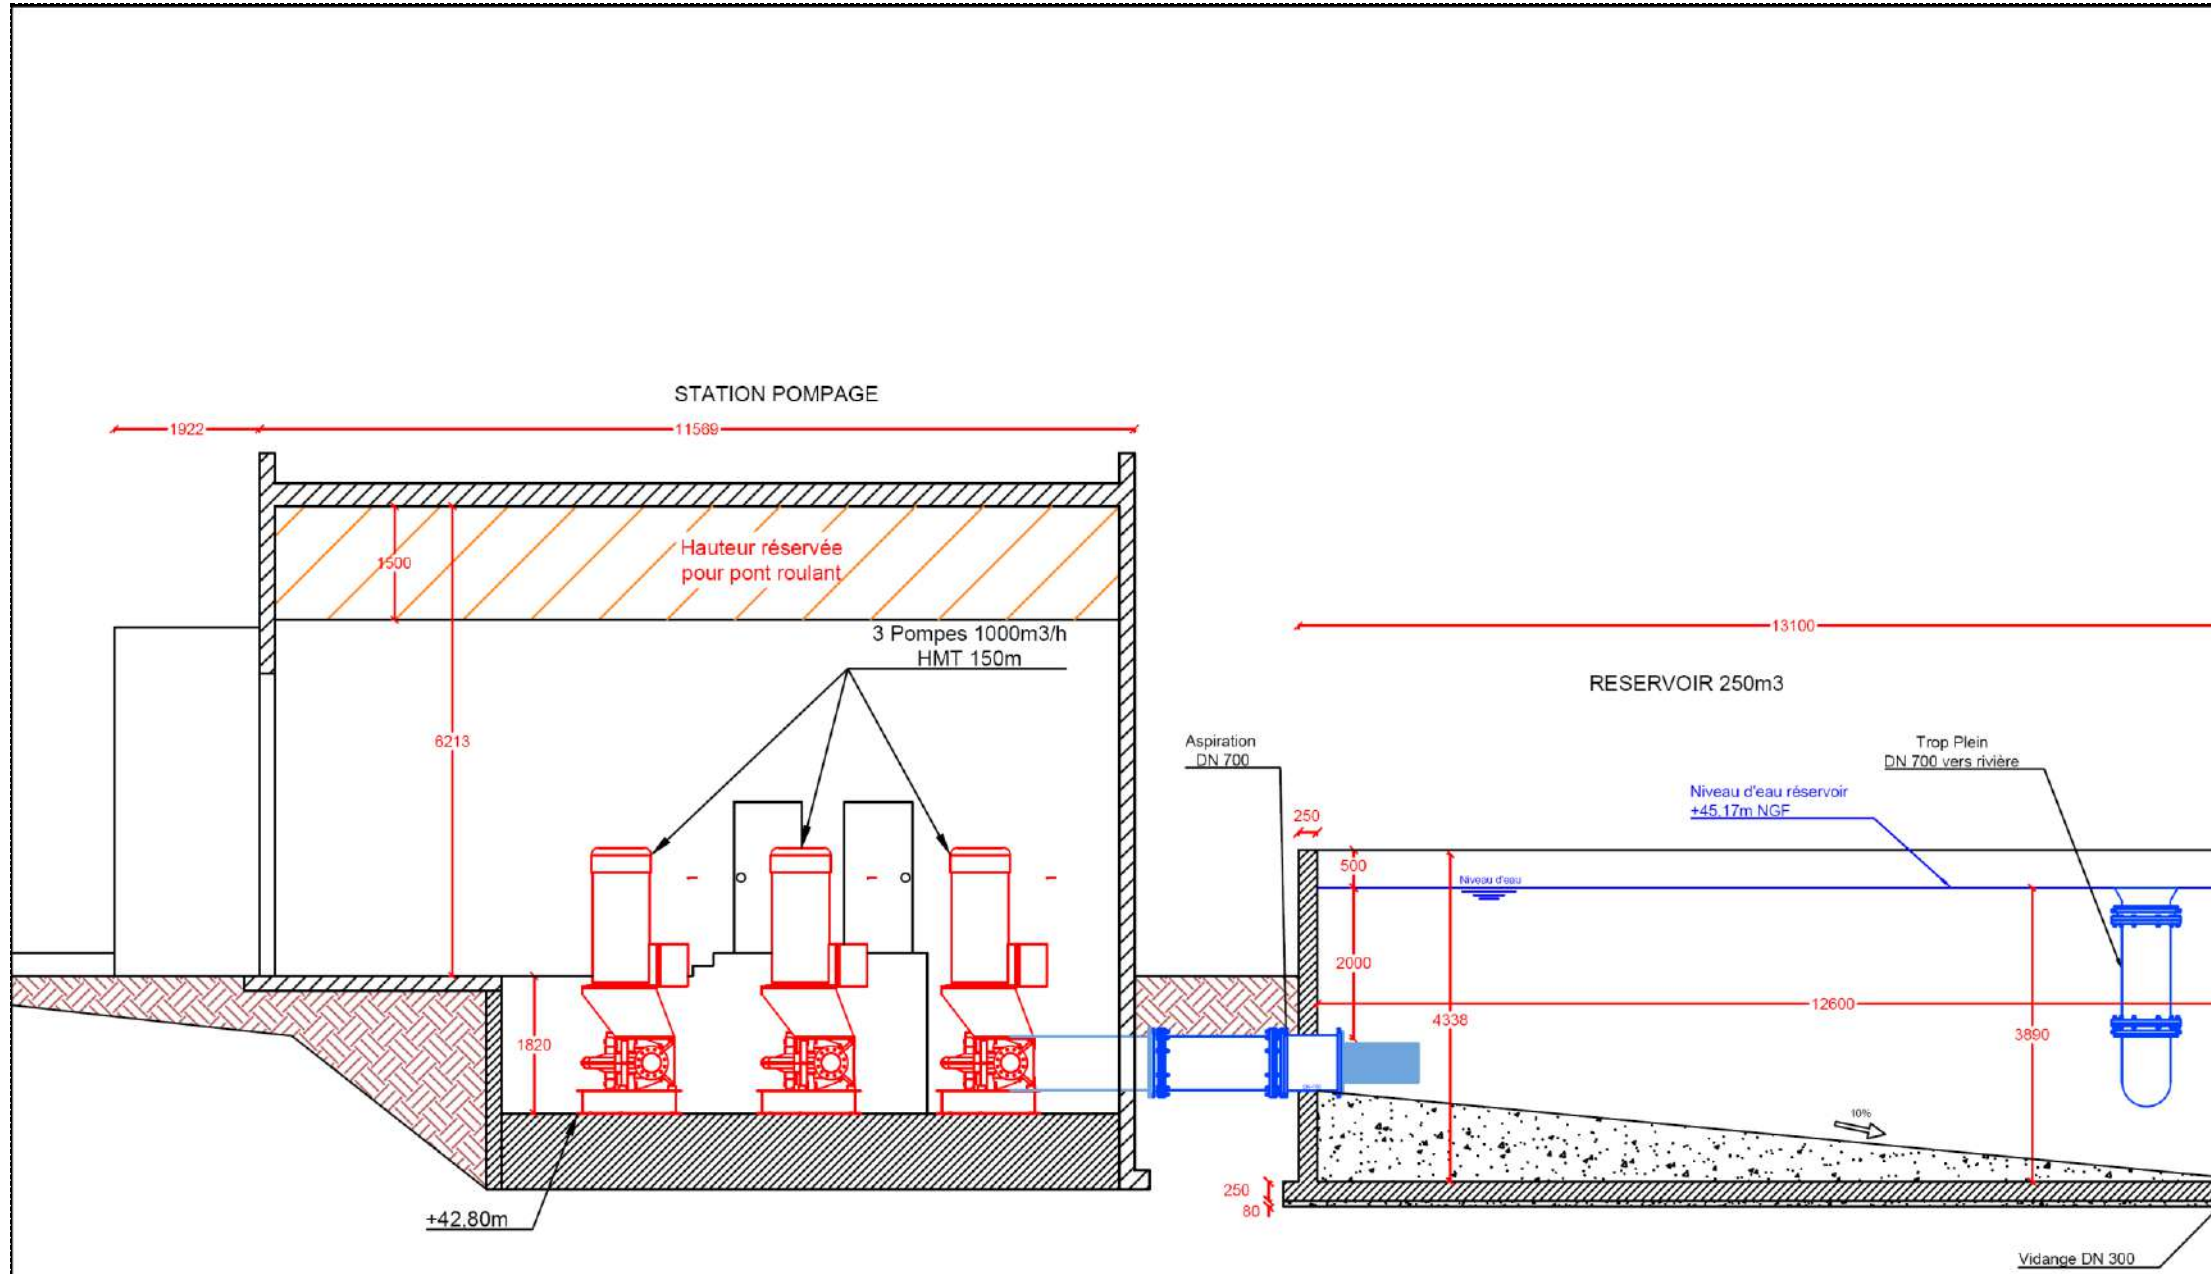 STATION POMPAGE
1922
11569
1500
Hauteur réservée
pour pont roulant
3 Pompes 1000m3/h
HMT 150m
13100
RESERVOIR 250m3
6213
Aspiration
DN 700
Trop Plein
DN 700 vers rivière
Niveau d'eau réservoir
+45,17m NGF
250
500
Niveau d'eau
2000
12600
4338
3890
1820
10%
250
80
+42,80m
Vidange DN 300